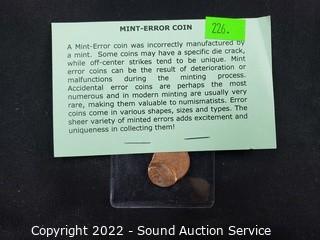 MINT-ERROR COIN
226.
A Mint-Error coin was incorrectly manufactured by
a mint. Some coins may have a specific die crack,
while off-center strikes tend to be unique. Mint
error coins can be the result of deterioration or
malfunctions during the minting process.
Accidental error coins are perhaps the most
numerous and in modern minting are usually very
rare, making them valuable to numismatists. Error
coins come in various shapes, sizes and types. The
sheer variety of minted errors adds excitement and
uniqueness in collecting them!
Copyright 2022 - Sound Auction Service